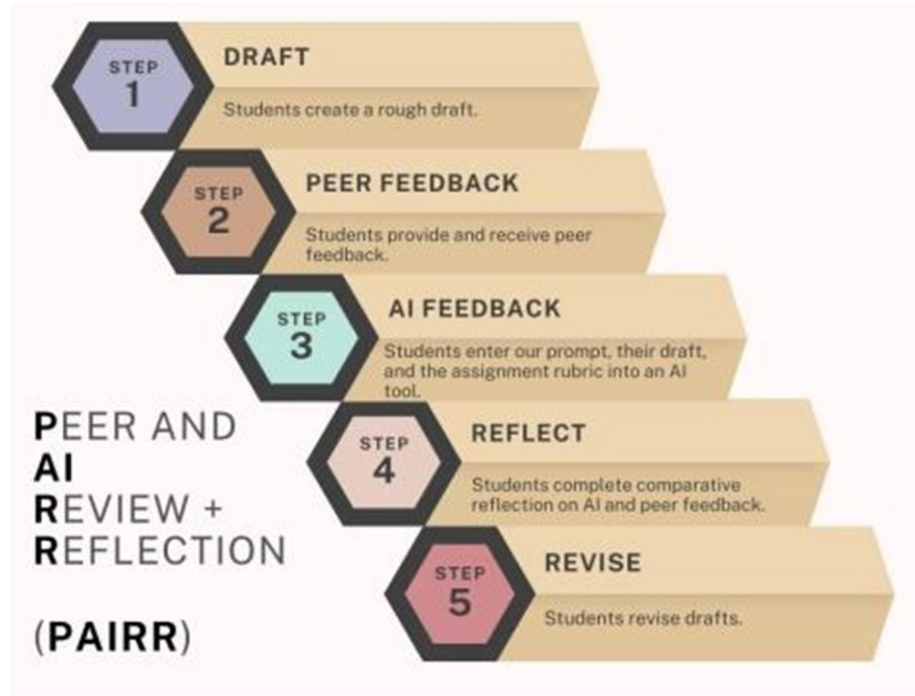 STEP
1
DRAFT
Students create a rough draft.
STEP
2
PEER FEEDBACK
Students provide and receive peer
feedback.
STEP
3
AI FEEDBACK
Students enter our prompt, their draft,
and the assignment rubric into an AI
tool.
STEP
4
REFLECT
Students complete comparative
reflection on AI and peer feedback.
STEP
5
REVISE
Students revise drafts.
PEER AND
AI
REVIEW +
REFLECTION
(PAIRR)